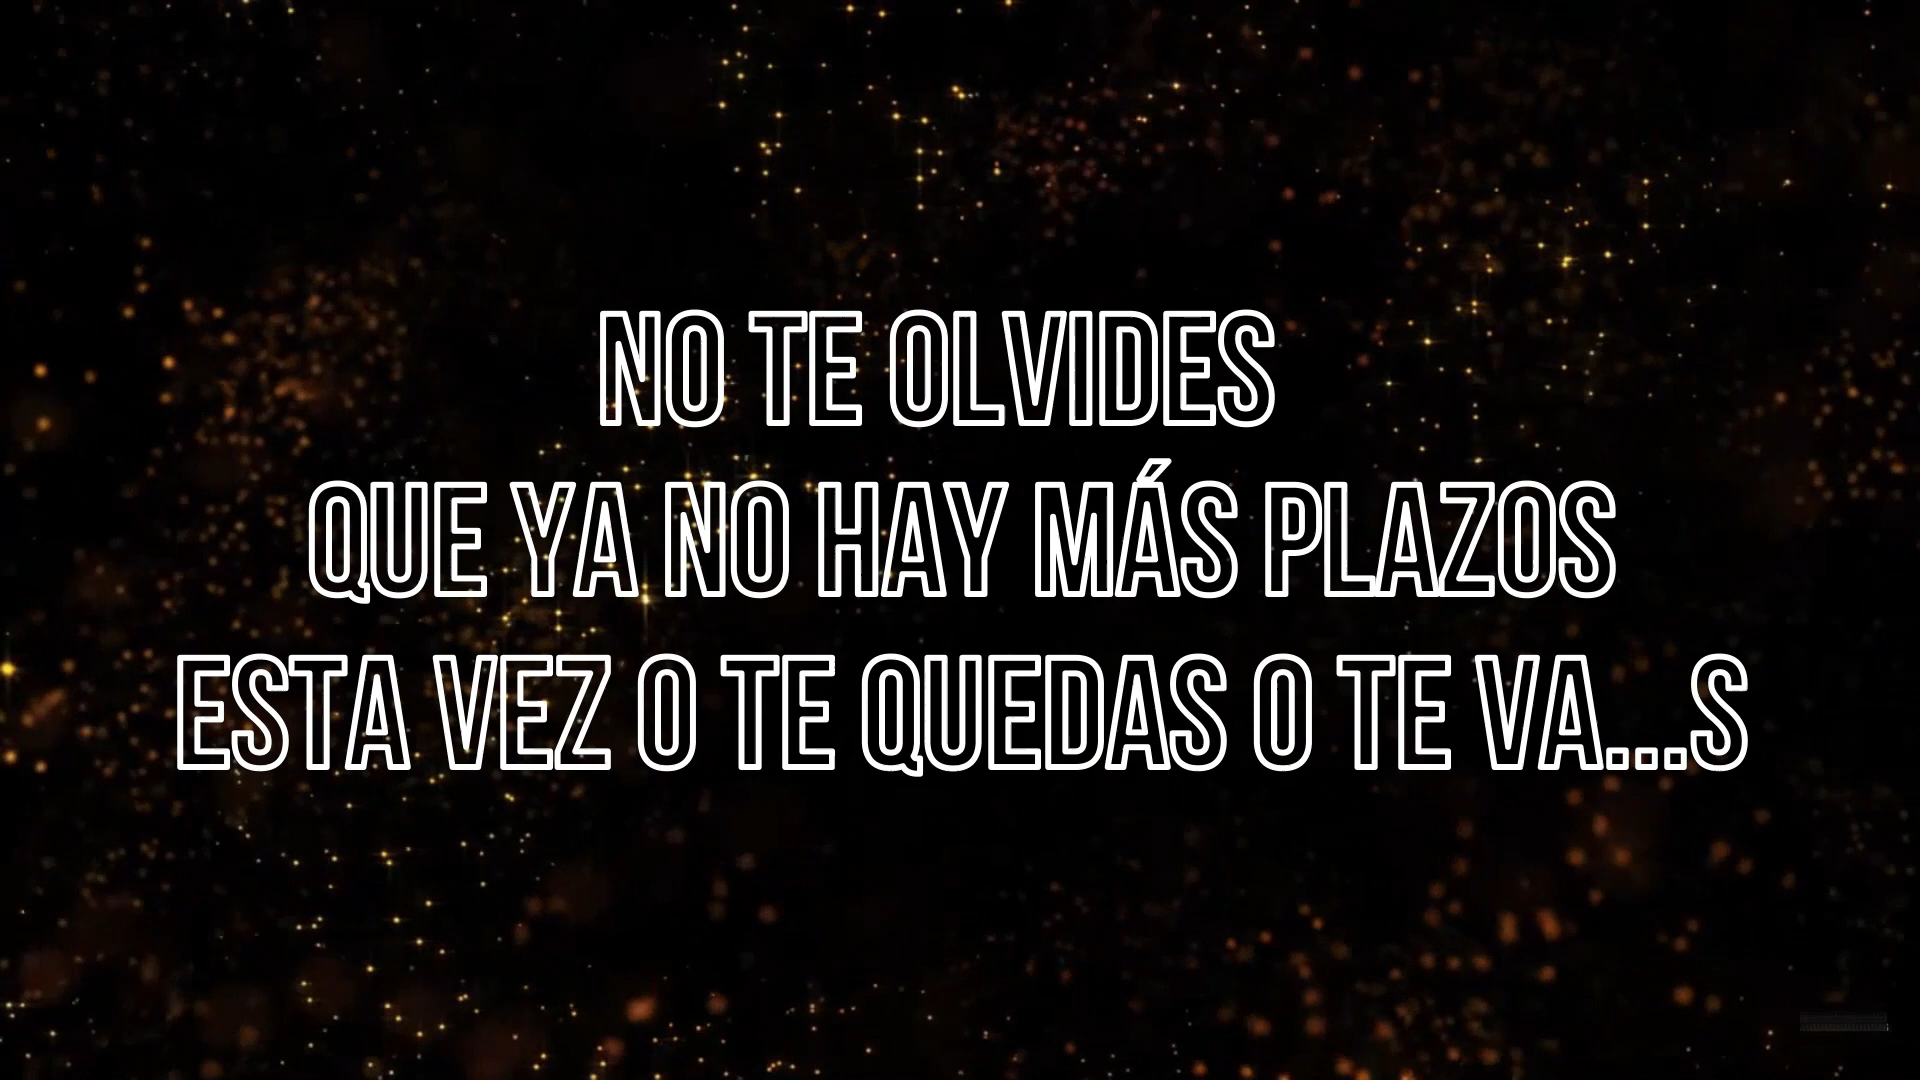 NO TE OLVIDES
QUE YA NO HAY MÁS PLAZOS
ESTA VEZ O TE QUEDAS O TE VA...S